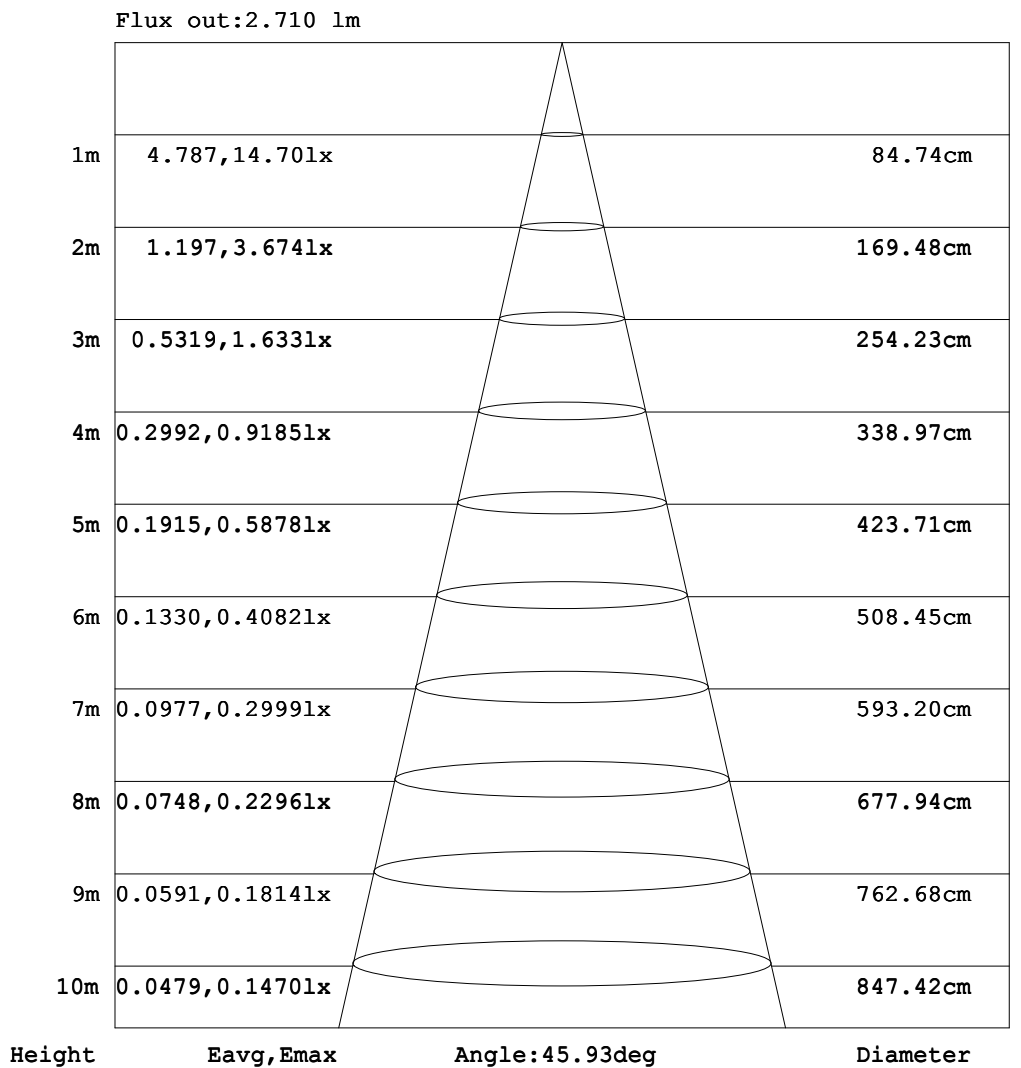 Flux out:2.710 lm
1m 4.787,14.70lx 84.74cm
2m 1.197,3.674lx 169.48cm
3m 0.5319,1.633lx 254.23cm
4m 0.2992,0.9185lx 338.97cm
5m 0.1915,0.5878lx 423.71cm
6m 0.1330,0.4082lx 508.45cm
7m 0.0977,0.2999lx 593.20cm
8m 0.0748,0.2296lx 677.94cm
9m 0.0591,0.1814lx 762.68cm
10m 0.0479,0.1470lx 847.42cm
Height Eavg,Emax Angle:45.93deg Diameter